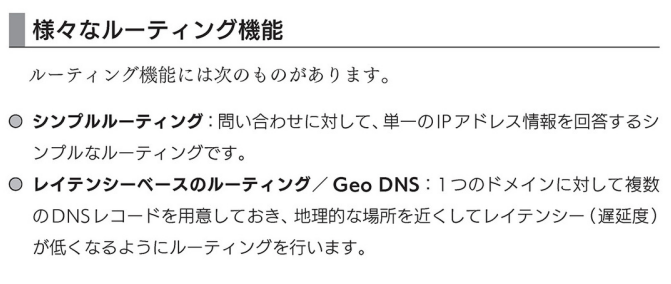 様々なルーティング機能
ルーティング機能には次のものがあります。
● シンプルルーティング：問い合わせに対して、単一のIPアドレス情報を回答するシ
ンプルなルーティングです。
● レイテンシーベースのルーティング／Geo DNS：1つのドメインに対して複数
のDNSレコードを用意しておき、地理的な場所を近くしてレイテンシー（遅延度）
が低くなるようにルーティングを行います。